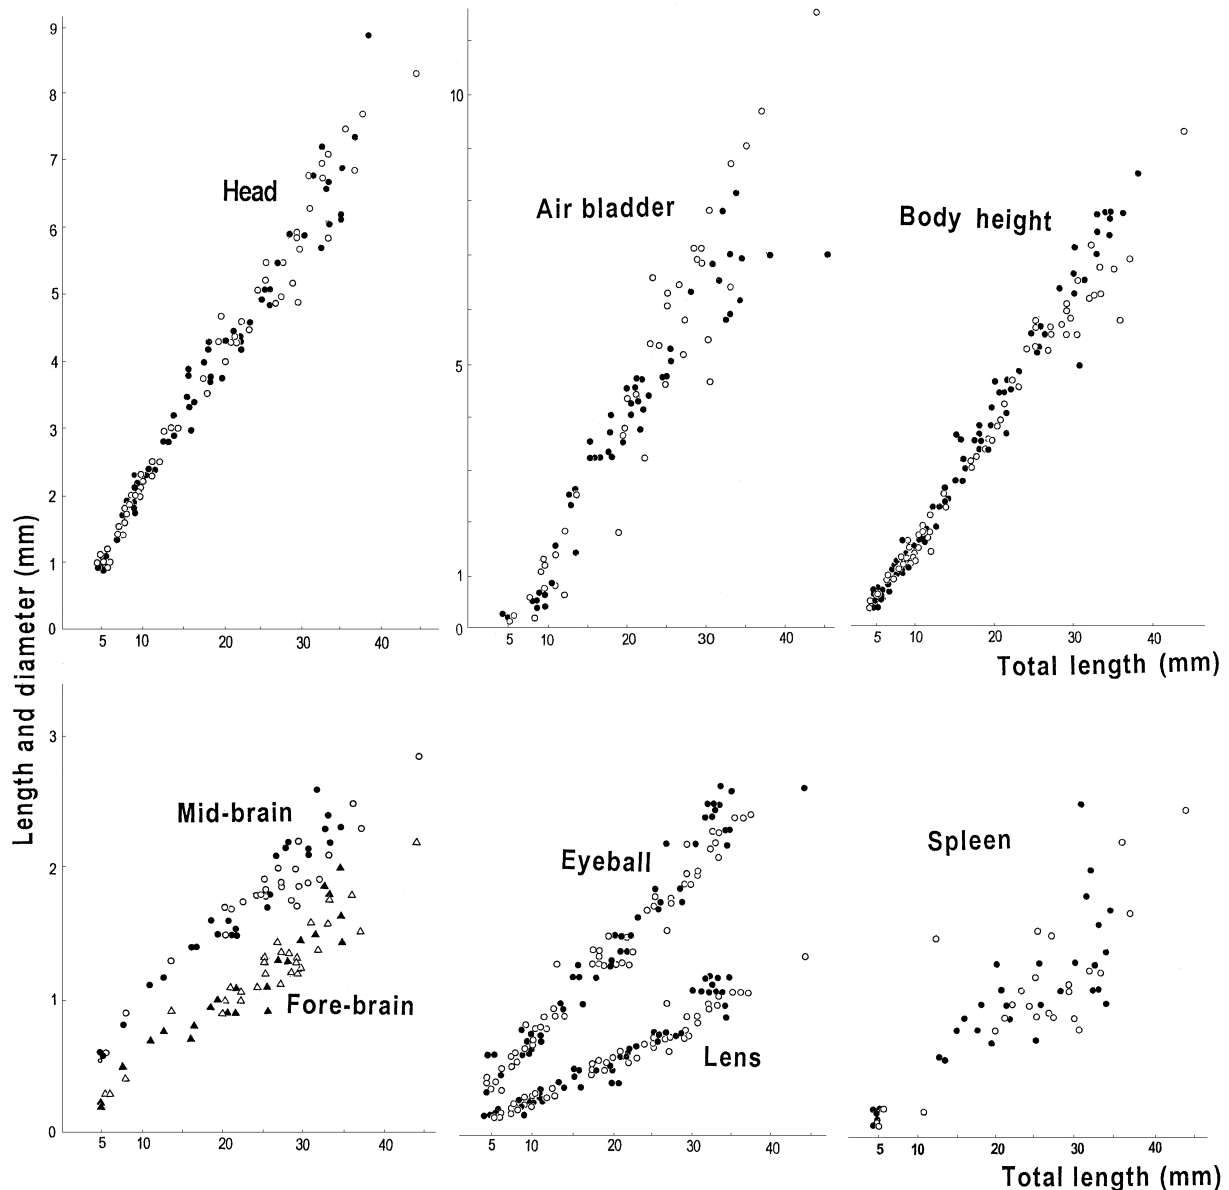 9
8
7
6
5
4
3
2
1
0
Head
5 10 20 30 40
10
5
1
0
Air bladder
5 10 20 30 40
Body height
5 10 20 30 40
Total length (mm)
Length and diameter (mm)
3
2
1
0
Mid-brain
Fore-brain
5 10 20 30 40
Eyeball
Lens
5 10 20 30 40
Spleen
5 10 20 30 40
Total length (mm)